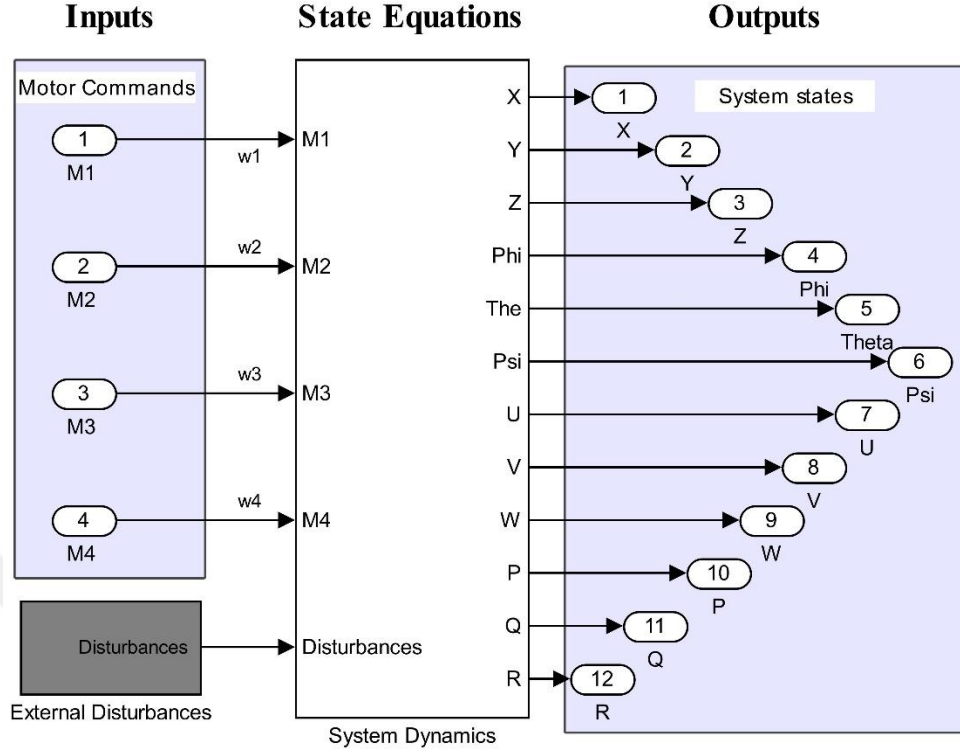 Inputs
State Equations
Outputs
Motor Commands
1
M1
w1
2
M2
w2
3
M3
w3
4
M4
w4
Disturbances
External Disturbances
M1
M2
M3
M4
Disturbances
X
Y
Z
Phi
The
Psi
U
V
W
P
Q
R
System Dynamics
System states
1
X
2
Y
3
Z
4
Phi
5
Theta
6
Psi
7
U
8
V
9
W
10
P
11
Q
12
R